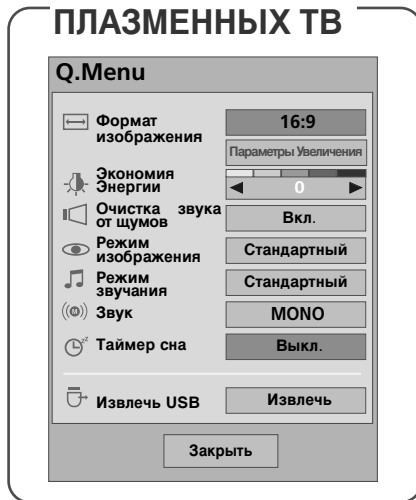 ПЛАЗМЕННЫХ ТВ
Q.Menu
Формат
изображения
16:9
Параметры Увеличения
Экономия
Энергии
0
Очистка звука
от щумов
Вкл.
Режим
изображения
Стандартный
Режим
звучания
Стандартный
Звук
MONO
Таймер сна
Выкл.
Извлечь USB
Извлечь
Закрыть